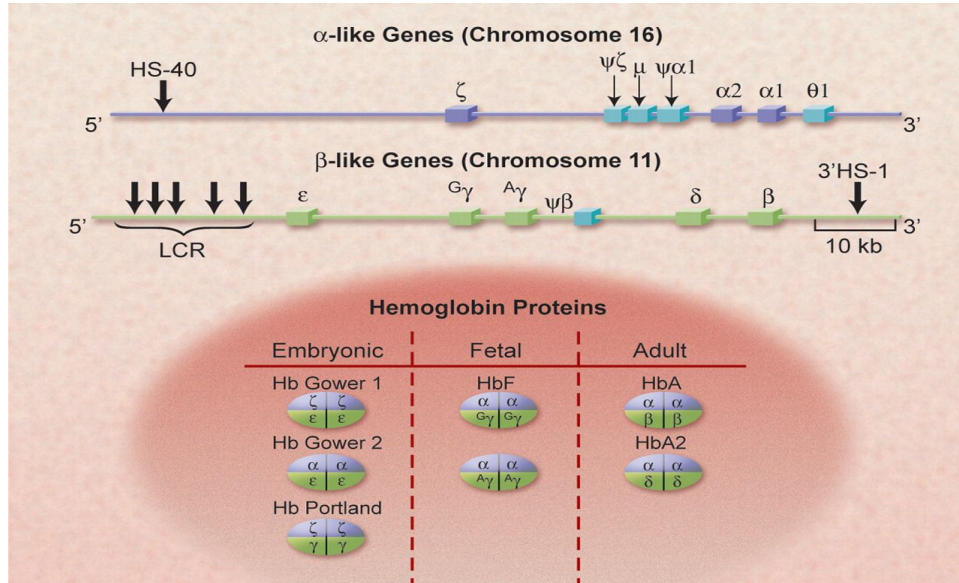 α-like Genes (Chromosome 16)
HS-40
ζ
ψζ μ ψα1
α2 α1 θ1
5’ 3’
β-like Genes (Chromosome 11)
3’HS-1
ε Gγ Aγ ψβ δ β
5’ 3’
LCR
10 kb
Hemoglobin Proteins
Embryonic Fetal Adult
Hb Gower 1 HbF HbA
ζ ζ α α α α
ε ε Gγ Gγ β β
Hb Gower 2 HbA2
α α α α α α
ε ε Aγ Aγ δ δ
Hb Portland
ζ ζ
γ γ